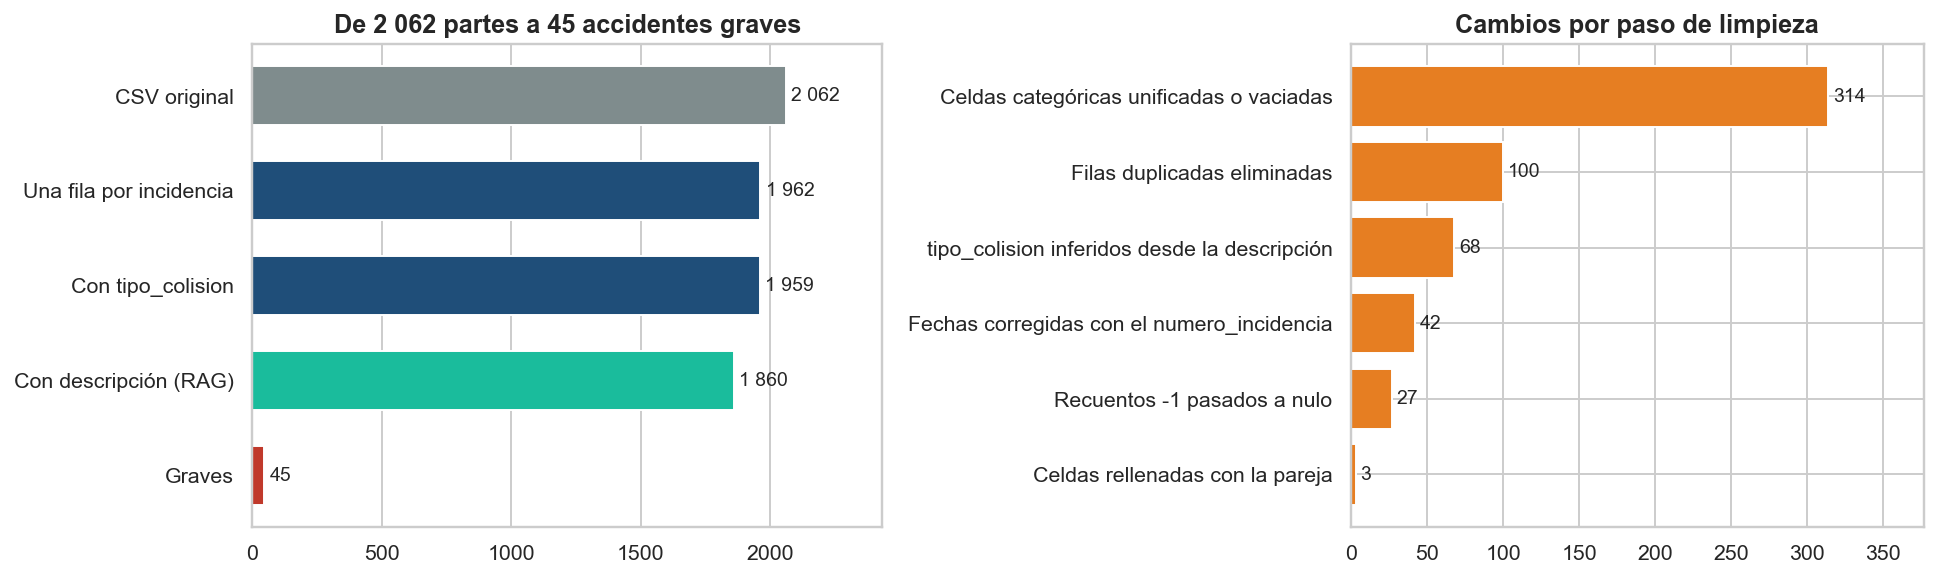 De 2 062 partes a 45 accidentes graves
CSV original
2 062
Una fila por incidencia
1 962
Con tipo_colision
1 959
Con descripción (RAG)
1 860
Graves
45
0 500 1000 1500 2000
Cambios por paso de limpieza
Celdas categóricas unificadas o vaciadas
314
Filas duplicadas eliminadas
100
tipo_colision inferidos desde la descripción
68
Fechas corregidas con el numero_incidencia
42
Recuentos -1 pasados a nulo
27
Celdas rellenadas con la pareja
3
0 50 100 150 200 250 300 350